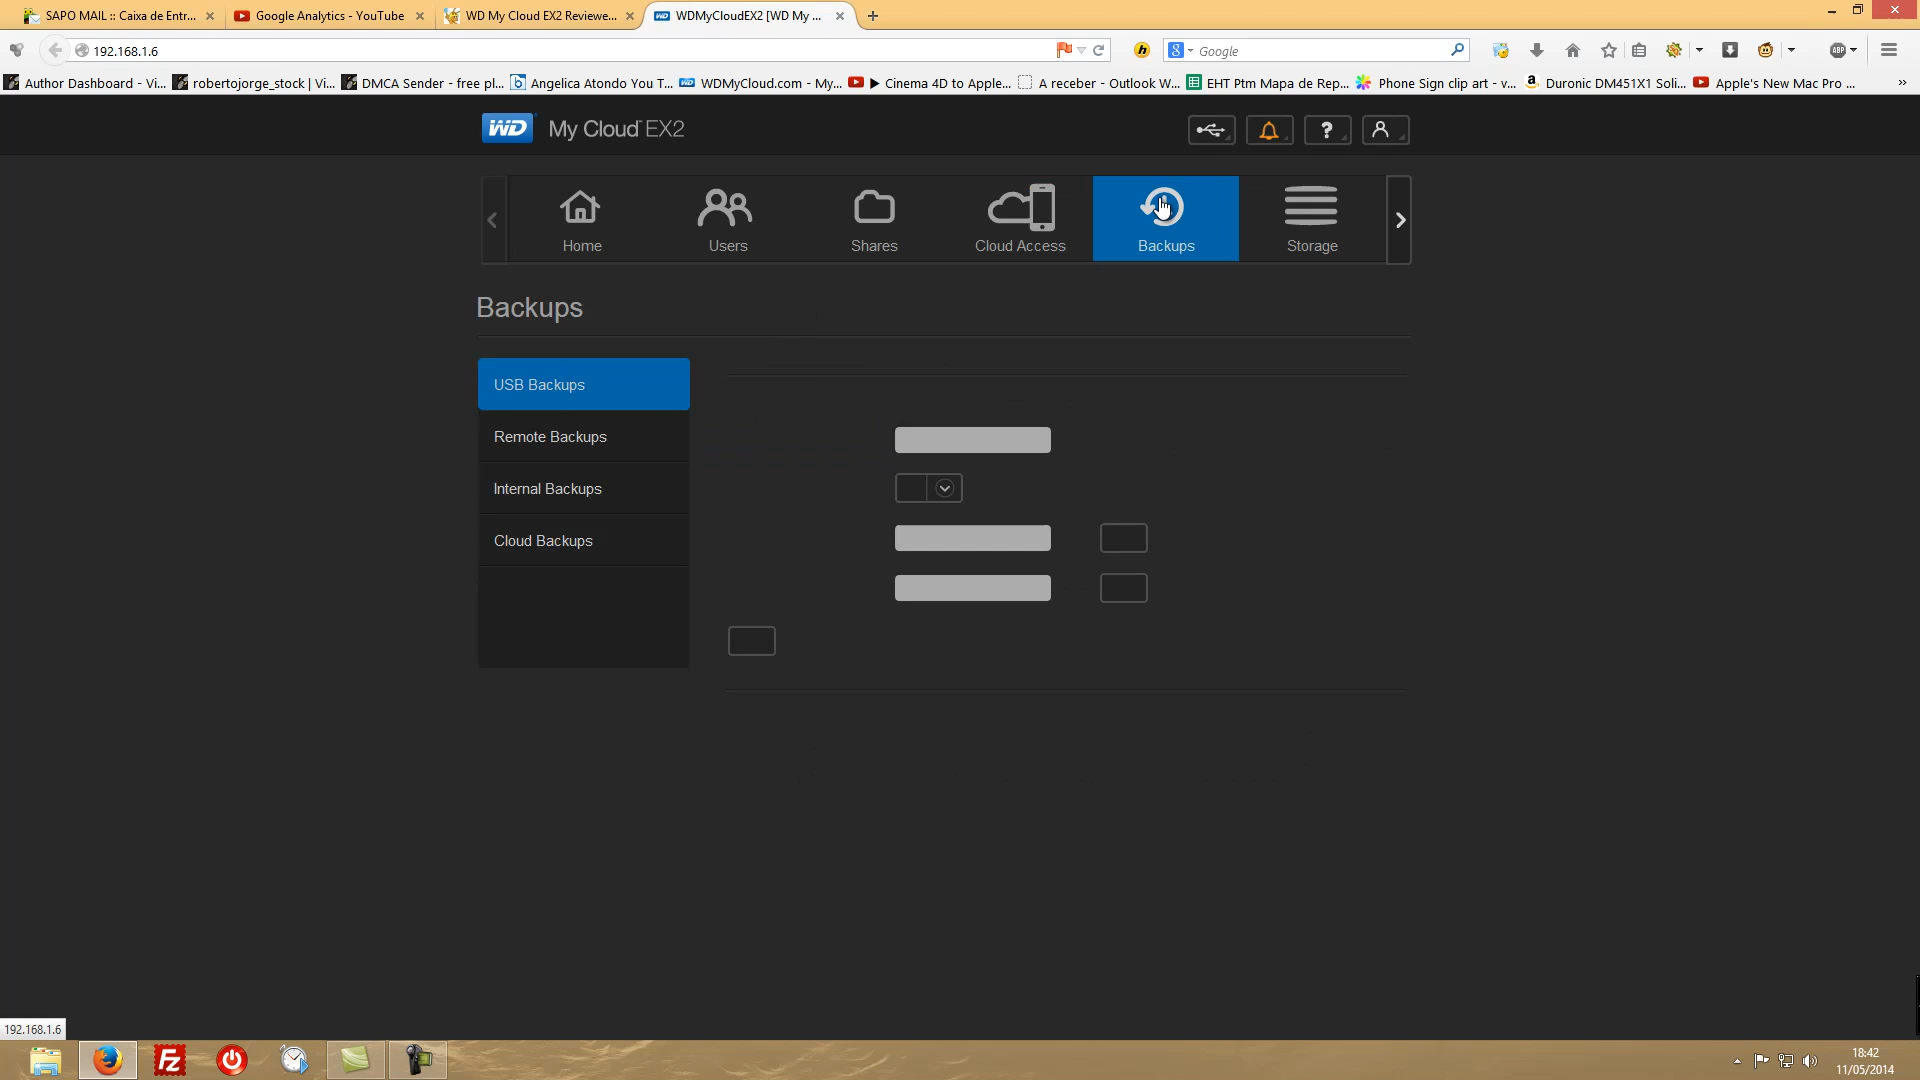 SAPO MAIL :: Caixa de Entr...
Google Analytics - YouTube
WD My Cloud EX2 Reviewe...
WDMyCloudEX2 [WD My ...
192.168.1.6
Google
ABP
Author Dashboard - Vi...
robertojorge_stock | Vi...
DMCA Sender - free pl...
Angelica Atondo You T...
WDMyCloud.com - My...
▶ Cinema 4D to Apple...
A receber - Outlook W...
EHT Ptm Mapa de Rep...
Phone Sign clip art - v...
Duronic DM451X1 Soli...
Apple's New Mac Pro ...
WD My Cloud EX2
Home
Users
Shares
Cloud Access
Backups
Storage
Backups
USB Backups
Remote Backups
Internal Backups
Cloud Backups
192.168.1.6
18:42
11/05/2014